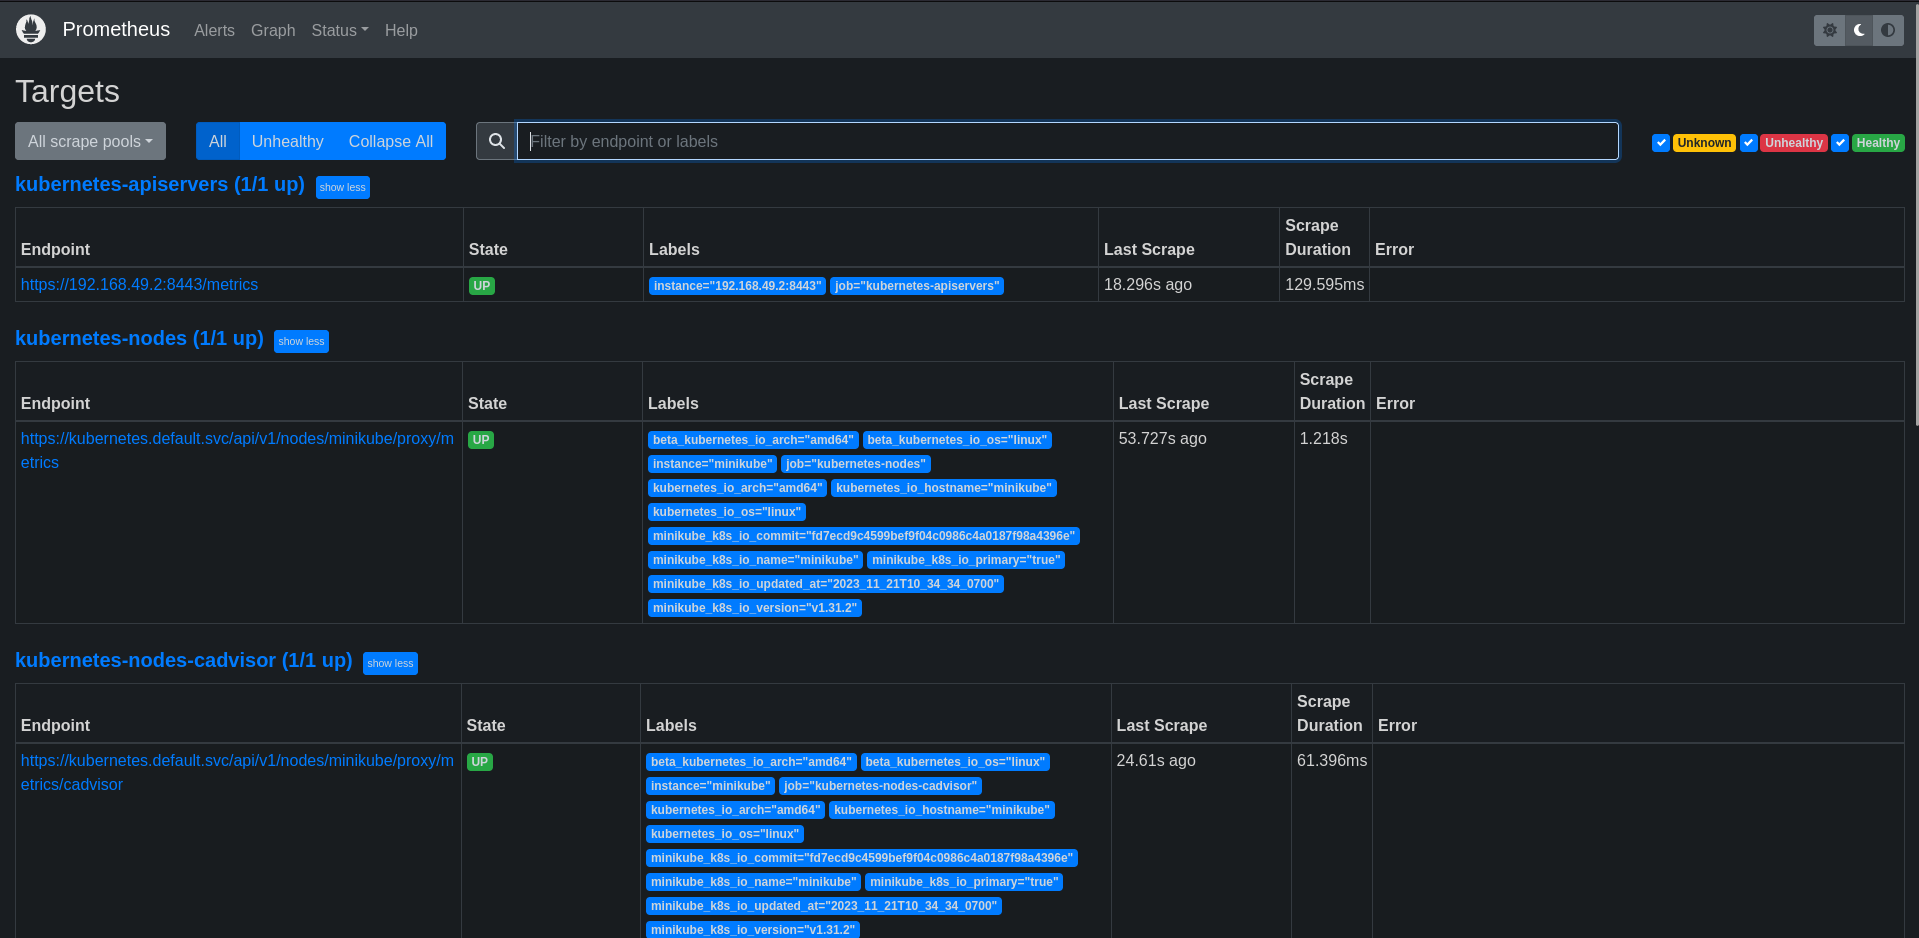 Prometheus Alerts Graph Status Help
Targets
All scrape pools All Unhealthy Collapse All Filter by endpoint or labels Unknown Unhealthy Healthy
kubernetes-apiservers (1/1 up) show less
Endpoint State Labels Last Scrape Scrape Duration Error
https://192.168.49.2:8443/metrics UP instance="192.168.49.2:8443" job="kubernetes-apiservers" 18.296s ago 129.595ms
kubernetes-nodes (1/1 up) show less
Endpoint State Labels Last Scrape Scrape Duration Error
https://kubernetes.default.svc/api/v1/nodes/minikube/proxy/m UP beta_kubernetes_io_arch="amd64" beta_kubernetes_io_os="linux" 53.727s ago 1.218s
etrics instance="minikube" job="kubernetes-nodes"
kubernetes_io_arch="amd64" kubernetes_io_hostname="minikube"
kubernetes_io_os="linux"
minikube_k8s_io_commit="fd7ecd9c4599bef9f04c0986c4a0187f98a4396e"
minikube_k8s_io_name="minikube" minikube_k8s_io_primary="true"
minikube_k8s_io_updated_at="2023_11_21T10_34_34_0700"
minikube_k8s_io_version="v1.31.2"
kubernetes-nodes-cadvisor (1/1 up) show less
Endpoint State Labels Last Scrape Scrape Duration Error
https://kubernetes.default.svc/api/v1/nodes/minikube/proxy/m UP beta_kubernetes_io_arch="amd64" beta_kubernetes_io_os="linux" 24.61s ago 61.396ms
etrics/cadvisor instance="minikube" job="kubernetes-nodes-cadvisor"
kubernetes_io_arch="amd64" kubernetes_io_hostname="minikube"
kubernetes_io_os="linux"
minikube_k8s_io_commit="fd7ecd9c4599bef9f04c0986c4a0187f98a4396e"
minikube_k8s_io_name="minikube" minikube_k8s_io_primary="true"
minikube_k8s_io_updated_at="2023_11_21T10_34_34_0700"
minikube_k8s_io_version="v1.31.2"